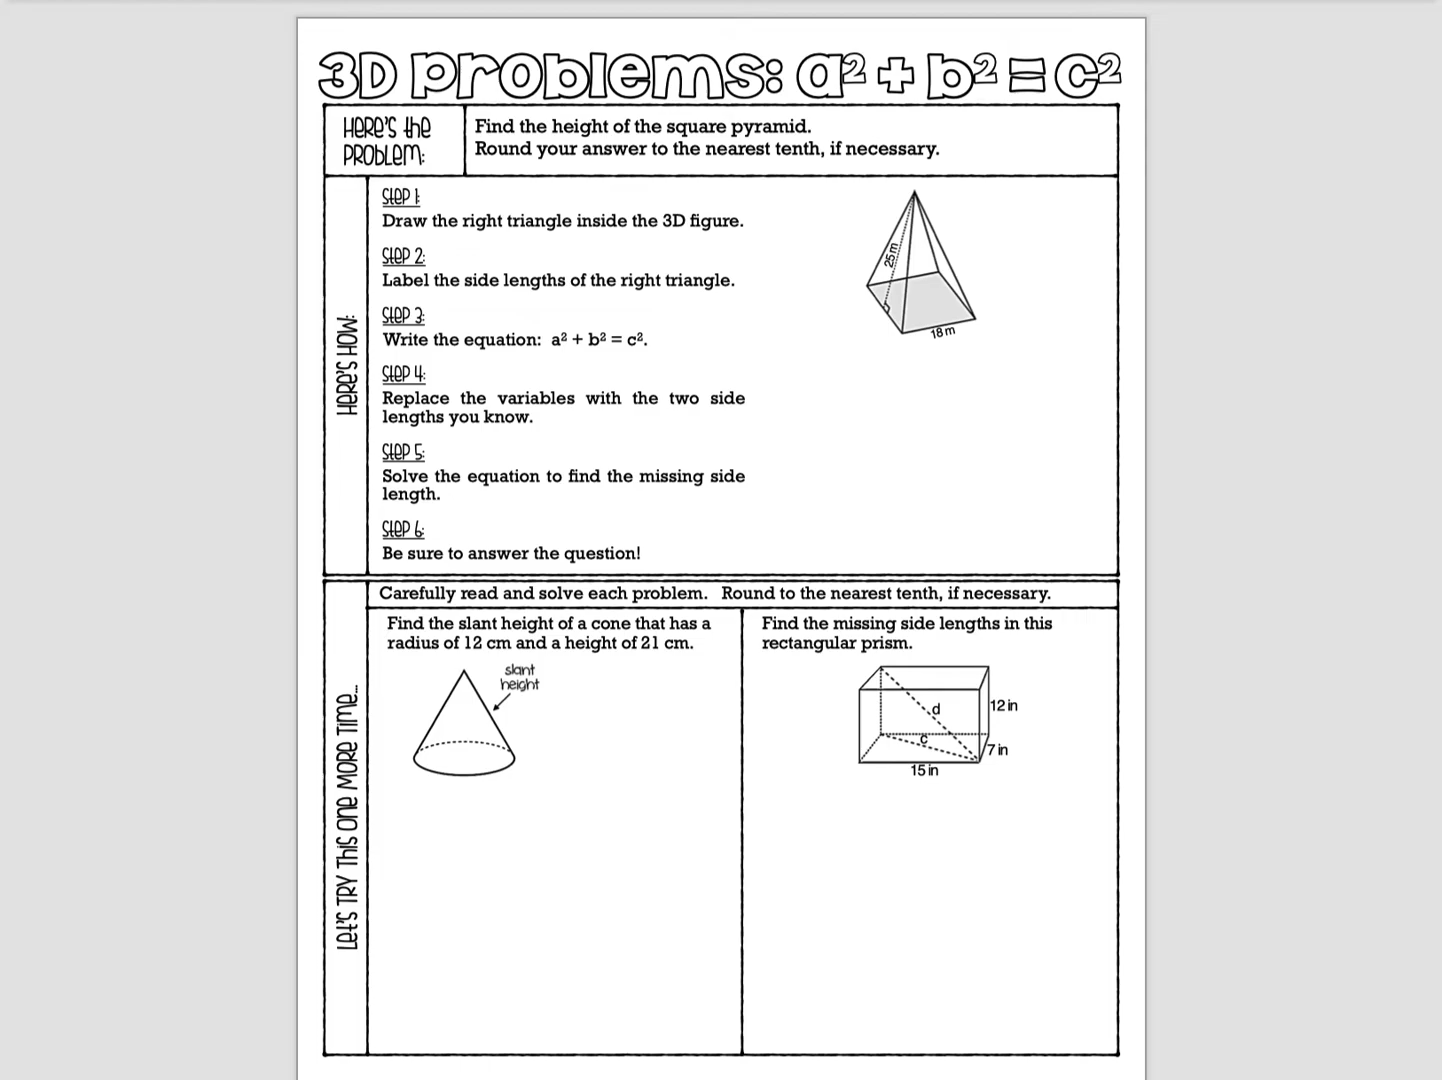 3D problems: a² + b² = c²
Here's the
Problem:
Find the height of the square pyramid.
Round your answer to the nearest tenth, if necessary.
Here's How:
Step 1:
Draw the right triangle inside the 3D figure.
Step 2:
Label the side lengths of the right triangle.
Step 3:
Write the equation: a² + b² = c².
Step 4:
Replace the variables with the two side
lengths you know.
Step 5:
Solve the equation to find the missing side
length.
Step 6:
Be sure to answer the question!
25 m
18 m
Let's Try This One More Time...
Carefully read and solve each problem. Round to the nearest tenth, if necessary.
Find the slant height of a cone that has a
radius of 12 cm and a height of 21 cm.
slant
height
Find the missing side lengths in this
rectangular prism.
d
12 in
c
7 in
15 in